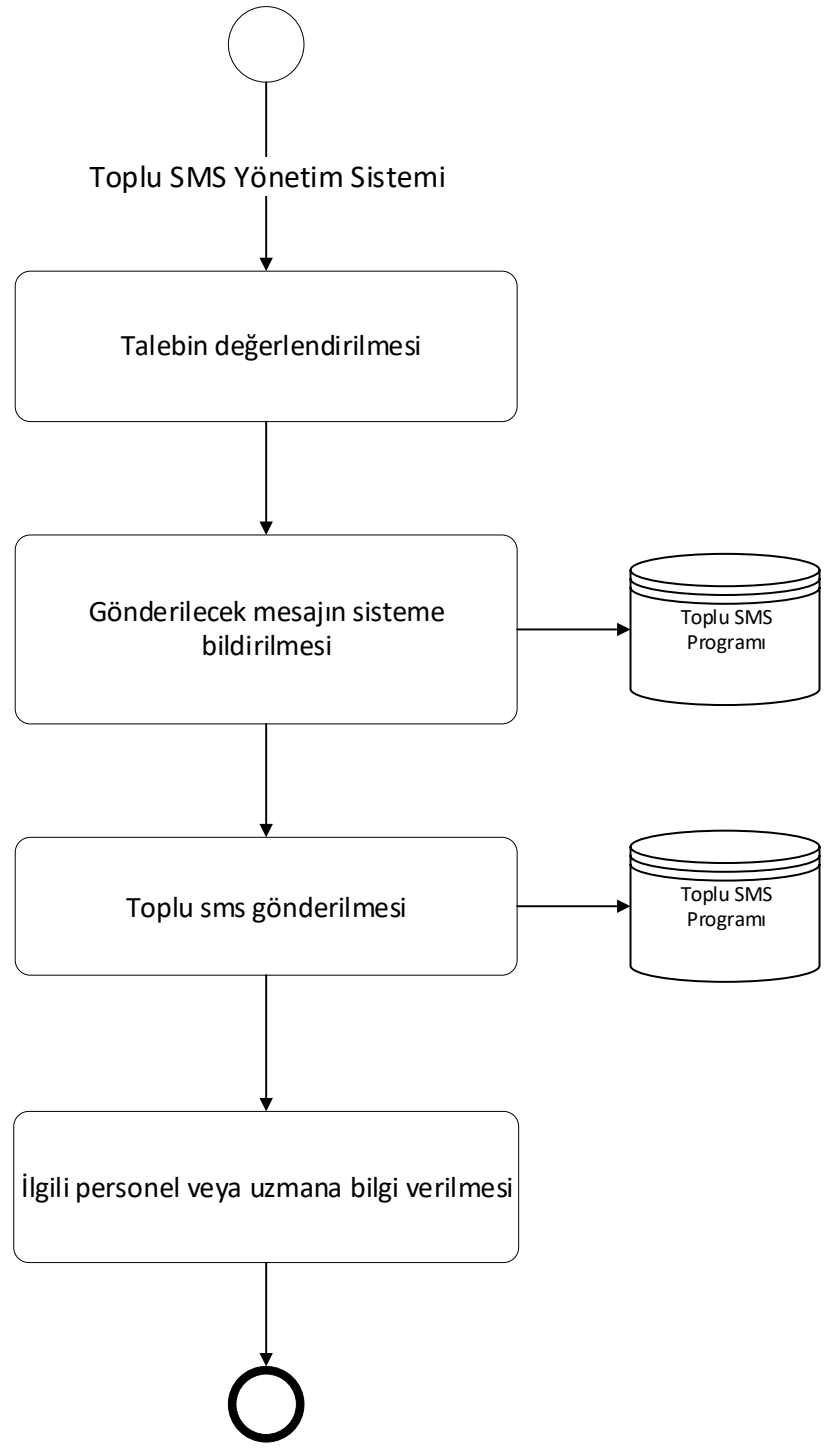 Toplu SMS Yönetim Sistemi
Talebin değerlendirilmesi
Gönderilecek mesajın sisteme
bildirilmesi
Toplu SMS
Programı
Toplu sms gönderilmesi
Toplu SMS
Programı
İlgili personel veya uzmana bilgi verilmesi